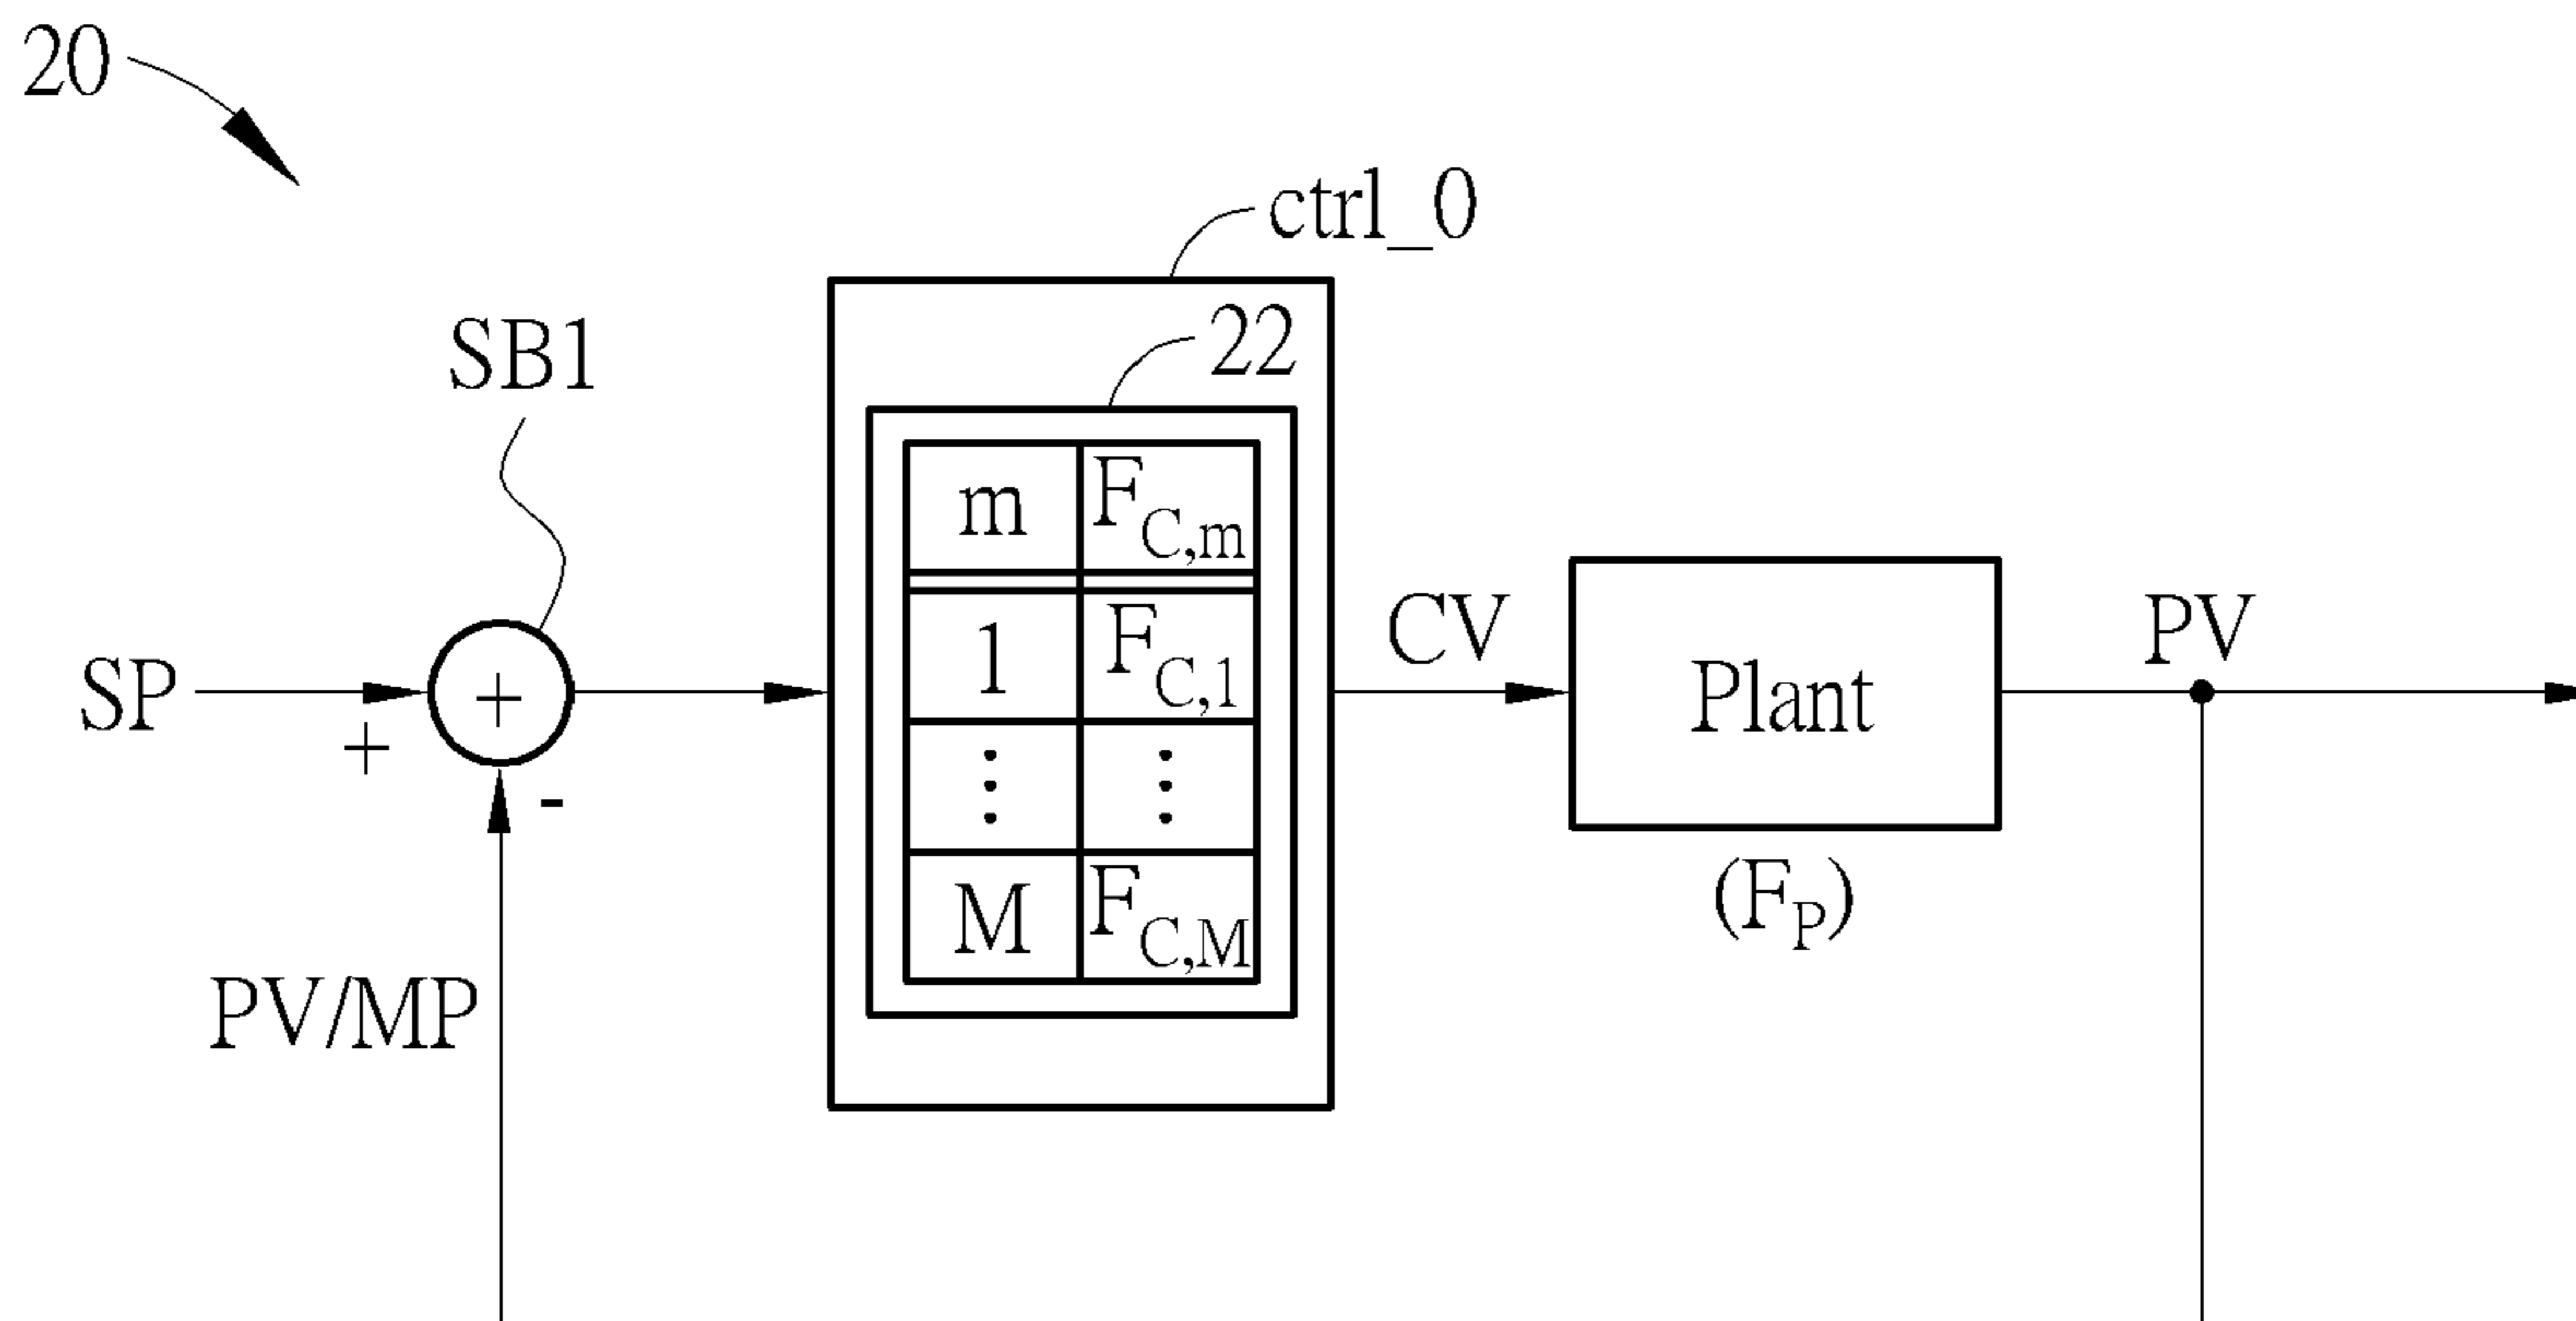 20
ctrl_0
SB1
22
m F_{C,m}
1 F_{C,1}
⋮ ⋮
M F_{C,M}
SP
+
+
-
CV
Plant
(F_P)
PV
PV/MP